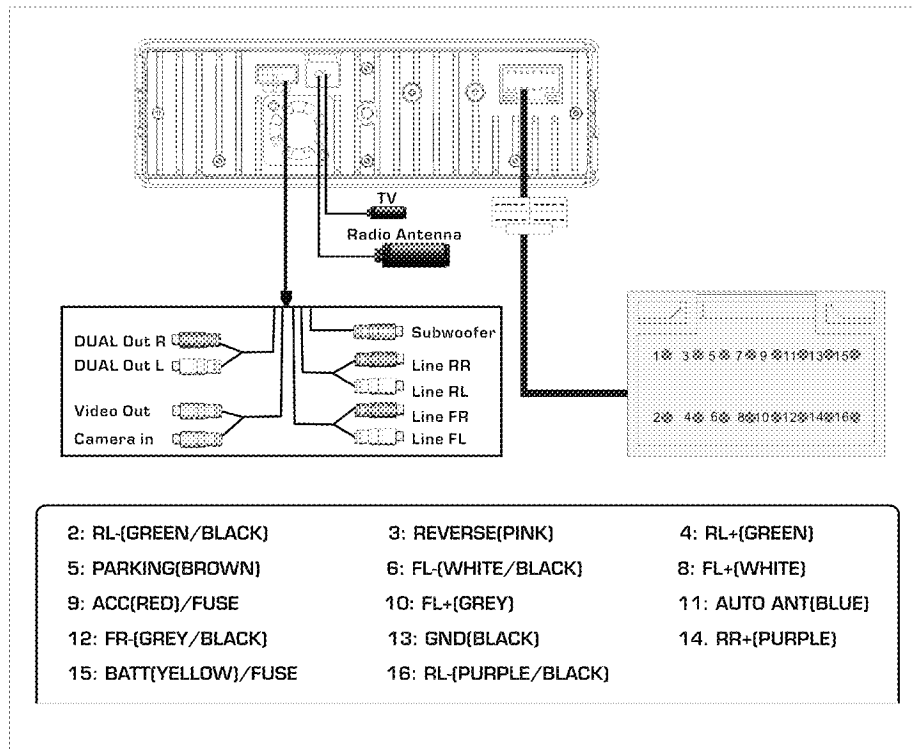 TV
Radio Antenna
DUAL Out R
DUAL Out L
Video Out
Camera in
Subwoofer
Line RR
Line RL
Line FR
Line FL
1 3 5 7 9 11 13 15
2 4 6 8 10 12 14 16
2: RL-(GREEN/BLACK) 3: REVERSE(PINK) 4: RL+(GREEN)
5: PARKING(BROWN) 6: FL-(WHITE/BLACK) 8: FL+(WHITE)
9: ACC(RED)/FUSE 10: FL+(GREY) 11: AUTO ANT(BLUE)
12: FR-(GREY/BLACK) 13: GND(BLACK) 14. RR+(PURPLE)
15: BATT(YELLOW)/FUSE 16: RL-(PURPLE/BLACK)